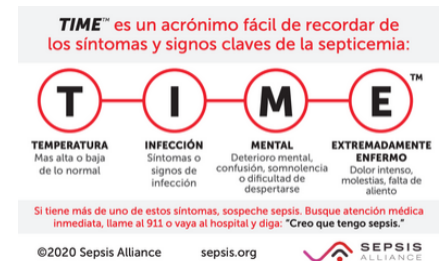 TIME™ es un acrónimo fácil de recordar de
los síntomas y signos claves de la septicemia:
T I M E™
TEMPERATURA
Mas alta o baja
de lo normal
INFECCIÓN
Síntomas o
signos de
infección
MENTAL
Deterioro mental,
confusión, somnolencia
o dificultad de
despertarse
EXTREMADAMENTE
ENFERMO
Dolor intenso,
molestias, falta de
aliento
Si tiene más de uno de estos síntomas, sospeche sepsis. Busque atención médica
inmediata, llame al 911 o vaya al hospital y diga: "Creo que tengo sepsis."
©2020 Sepsis Alliance
sepsis.org
SEPSIS
ALLIANCE